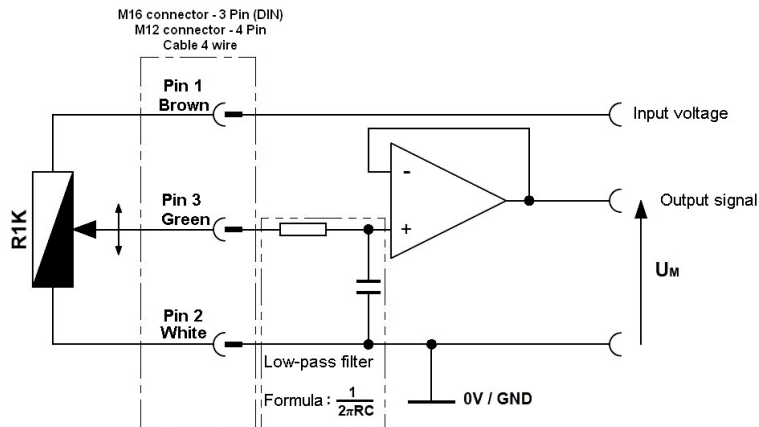 M16 connector - 3 Pin (DIN)
M12 connector - 4 Pin
Cable 4 wire
Pin 1
Brown
Input voltage
-
Pin 3
Green
+
Output signal
R1K
UM
Pin 2
White
Low-pass filter
Formula : 1
2πRC
0V / GND